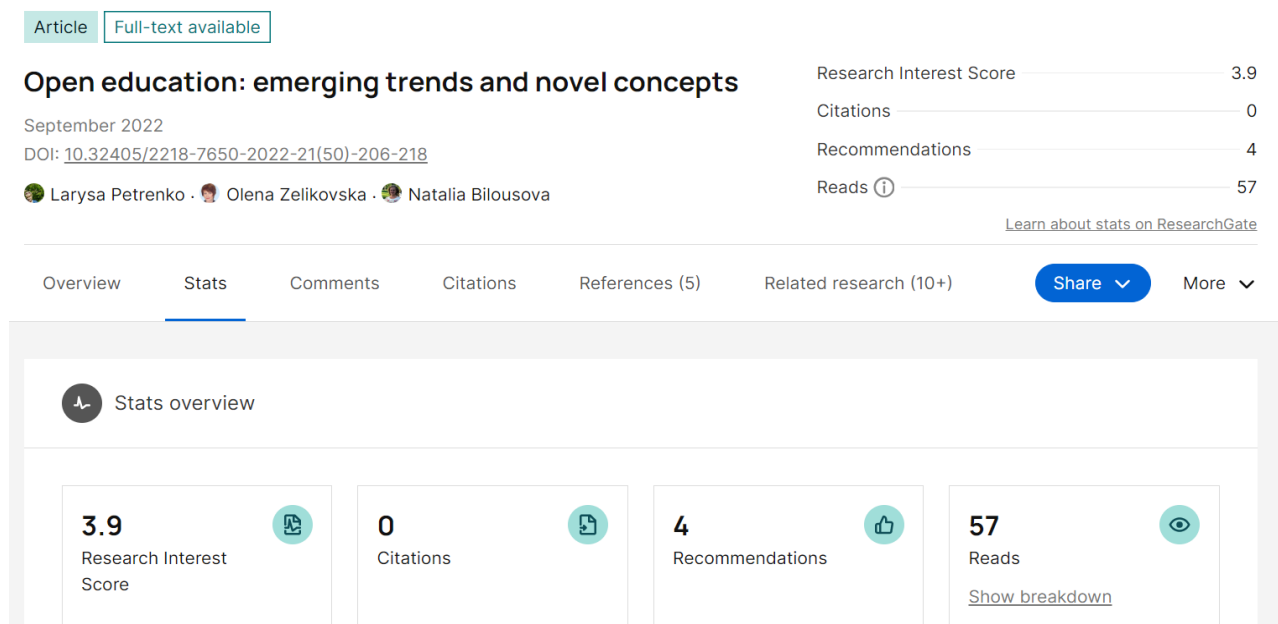 Article Full-text available
Open education: emerging trends and novel concepts
September 2022
DOI: 10.32405/2218-7650-2022-21(50)-206-218
Larysa Petrenko · Olena Zelikovska · Natalia Bilousova
Research Interest Score 3.9
Citations 0
Recommendations 4
Reads 57
Learn about stats on ResearchGate
Overview Stats Comments Citations References (5) Related research (10+) Share More
Stats overview
3.9
Research Interest
Score
0
Citations
4
Recommendations
57
Reads
Show breakdown